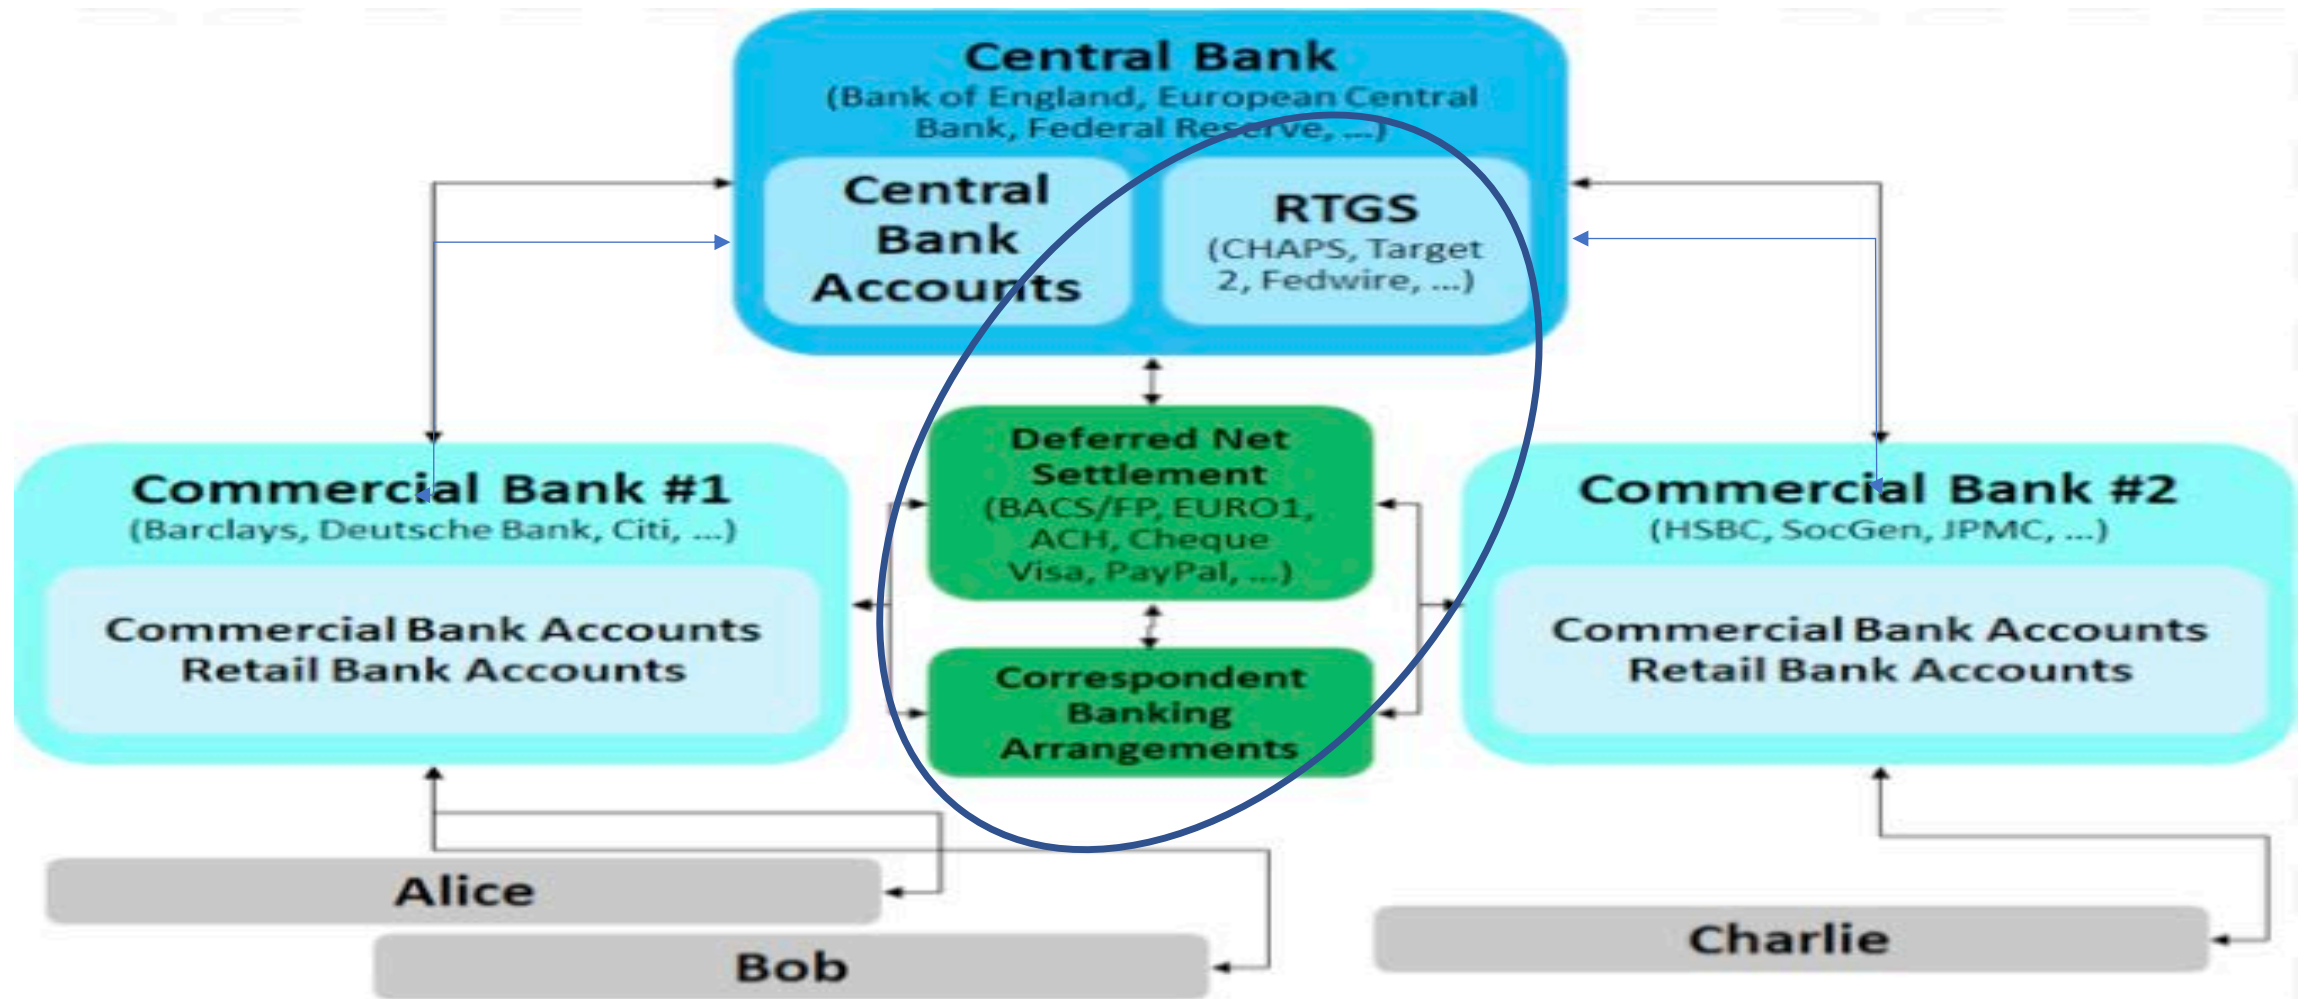 Central Bank
(Bank of England, European Central
Bank, Federal Reserve, ...)
Central
Bank
Accounts
RTGS
(CHAPS, Target
2, Fedwire, ...)
Deferred Net
Settlement
(BACS/FP, EURO1,
ACH, Cheque
Visa, PayPal, ...)
Commercial Bank #1
(Barclays, Deutsche Bank, Citi, ...)
Commercial Bank Accounts
Retail Bank Accounts
Commercial Bank #2
(HSBC, SocGen, JPMC, ...)
Commercial Bank Accounts
Retail Bank Accounts
Correspondent
Banking
Arrangements
Alice
Bob
Charlie